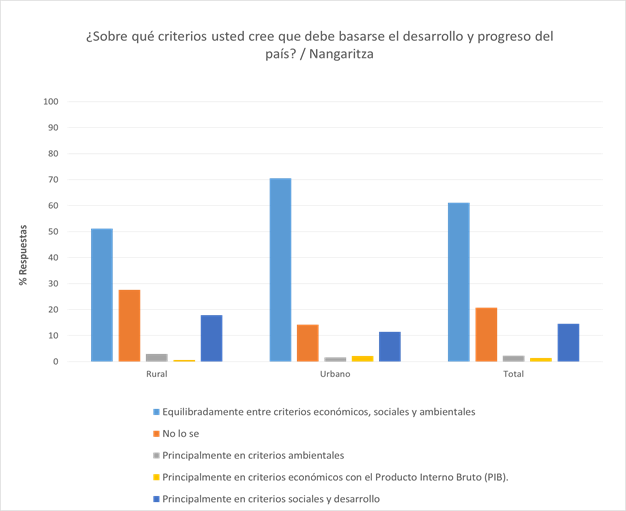 ¿Sobre qué criterios usted cree que debe basarse el desarrollo y progreso del
país? / Nangaritza
100
90
80
70
60
50
40
30
20
10
0
% Respuestas
Rural
Urbano
Total
Equilibradamente entre criterios económicos, sociales y ambientales
No lo se
Principalmente en criterios ambientales
Principalmente en criterios económicos con el Producto Interno Bruto (PIB).
Principalmente en criterios sociales y desarrollo